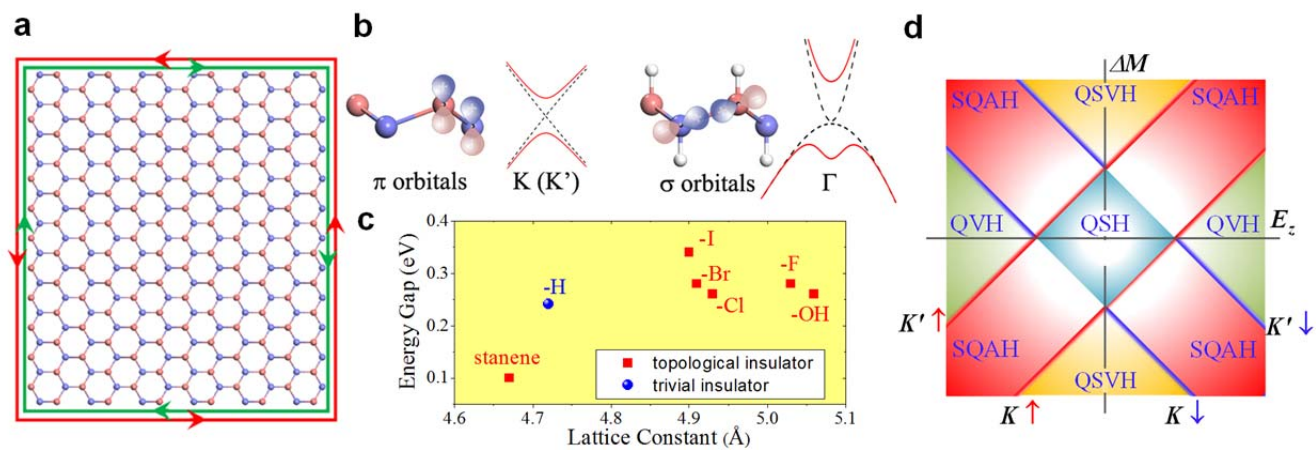 a
b
π orbitals
K (K')
σ orbitals
Γ
c
Energy Gap (eV)
0.4
0.3
0.2
0.1
4.6
4.7
4.8
4.9
5.0
5.1
Lattice Constant (Å)
stanene
-H
-I
-Br
-Cl
-F
-OH
topological insulator
trivial insulator
d
ΔM
SQAH
QSVH
SQAH
QVH
QSH
QVH
E_z
K' ↑
K' ↓
SQAH
QSVH
SQAH
K ↑
K ↓